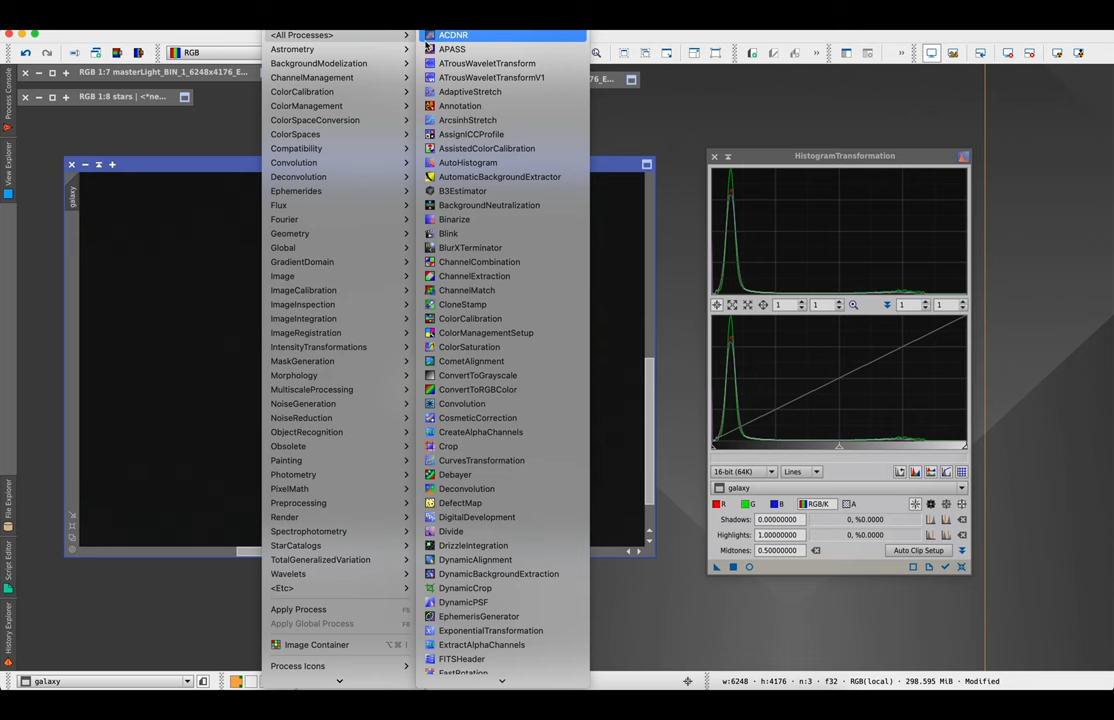 RGB
RGB 1:7 masterLight_BIN_1_6248x4176_E...
RGB 1:8 stars | <*ne...
76_E...
Process Console
View Explorer
File Explorer
Script Editor
History Explorer
galaxy
<All Processes>
Astrometry
BackgroundModelization
ChannelManagement
ColorCalibration
ColorManagement
ColorSpaceConversion
ColorSpaces
Compatibility
Convolution
Deconvolution
Ephemerides
Flux
Fourier
Geometry
Global
GradientDomain
Image
ImageCalibration
ImageInspection
ImageIntegration
ImageRegistration
IntensityTransformations
MaskGeneration
Morphology
MultiscaleProcessing
NoiseGeneration
NoiseReduction
ObjectRecognition
Obsolete
Painting
Photometry
PixelMath
Preprocessing
Render
Spectrophotometry
StarCatalogs
TotalGeneralizedVariation
Wavelets
<Etc>
Apply Process F5
Apply Global Process F6
Image Container ⌥⌘I
Process Icons
ACDNR
APASS
ATrousWaveletTransform
ATrousWaveletTransformV1
AdaptiveStretch
Annotation
ArcsinhStretch
AssignICCProfile
AssistedColorCalibration
AutoHistogram
AutomaticBackgroundExtractor
B3Estimator
BackgroundNeutralization
Binarize
Blink
BlurXTerminator
ChannelCombination
ChannelExtraction
ChannelMatch
CloneStamp
ColorCalibration
ColorManagementSetup
ColorSaturation
CometAlignment
ConvertToGrayscale
ConvertToRGBColor
Convolution
CosmeticCorrection
CreateAlphaChannels
Crop
CurvesTransformation
Debayer
Deconvolution
DefectMap
DigitalDevelopment
Divide
DrizzleIntegration
DynamicAlignment
DynamicBackgroundExtraction
DynamicCrop
DynamicPSF
EphemerisGenerator
ExponentialTransformation
ExtractAlphaChannels
FITSHeader
FastRotation
HistogramTransformation
1 1 1 1
16-bit (64K) Lines
galaxy
R G B RGB/K A
Shadows: 0.00000000 0, %0.0000
Highlights: 1.00000000 0, %0.0000
Midtones: 0.50000000 Auto Clip Setup
galaxy
w:6248 | h:4176 | n:3 | f32 | RGB(local) | 298.595 MiB | Modified